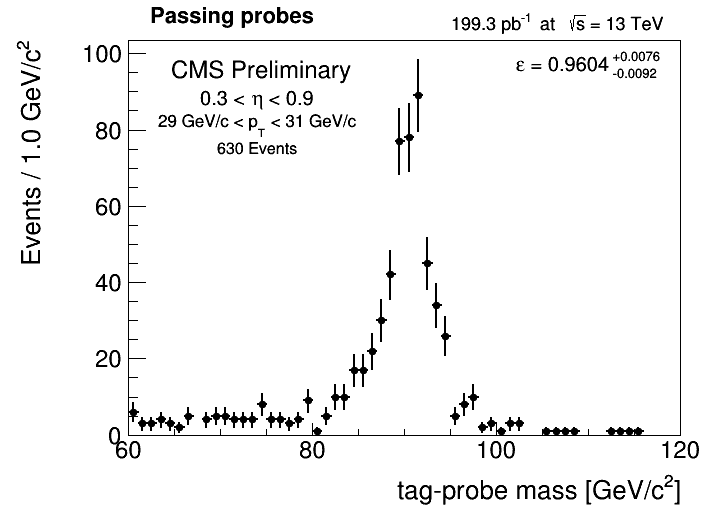 Passing probes
199.3 pb⁻¹ at √s = 13 TeV
CMS Preliminary
0.3 < η < 0.9
29 GeV/c < p_T < 31 GeV/c
630 Events
ε = 0.9604 +0.0076 -0.0092
Events / 1.0 GeV/c²
100
80
60
40
20
0
60 80 100 120
tag-probe mass [GeV/c²]